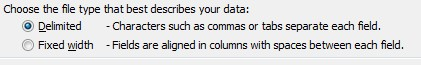 Choose the file type that best describes your data:
Delimited - Characters such as commas or tabs separate each field.
Fixed width - Fields are aligned in columns with spaces between each field.